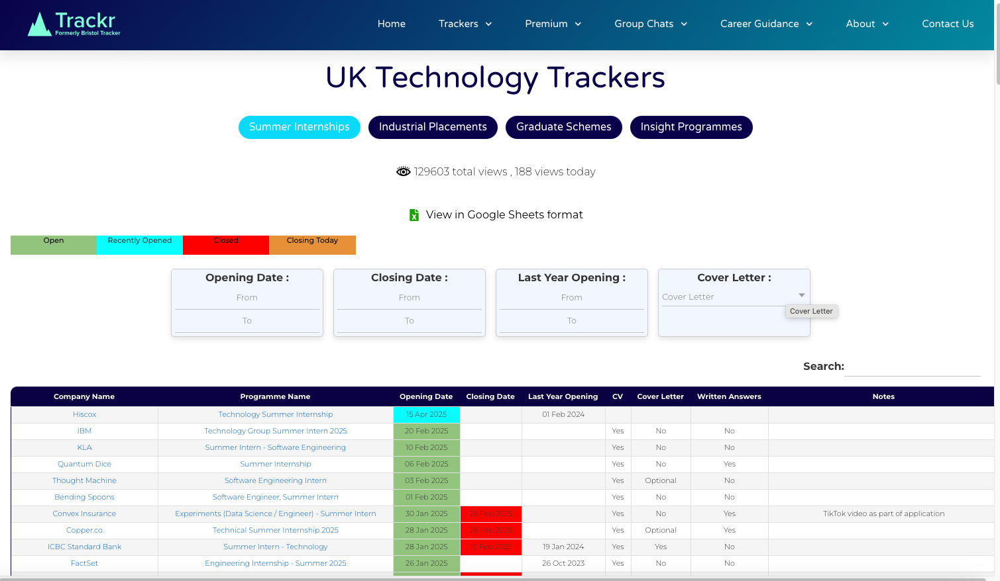 Trackr
Formerly Bristol Tracker
Home Trackers Premium Group Chats Career Guidance About Contact Us
UK Technology Trackers
Summer Internships Industrial Placements Graduate Schemes Insight Programmes
129603 total views , 188 views today
View in Google Sheets format
Open Recently Opened Closed Closing Today
Opening Date : Closing Date : Last Year Opening : Cover Letter :
From From From Cover Letter
Cover Letter
To To To
Search:
Company Name Programme Name Opening Date Closing Date Last Year Opening CV Cover Letter Written Answers Notes
Hiscox Technology Summer Internship 15 Apr 2025 01 Feb 2024
IBM Technology Group Summer Intern 2025 20 Feb 2025 Yes No No
KLA Summer Intern - Software Engineering 10 Feb 2025 Yes No No
Quantum Dice Summer Internship 06 Feb 2025 Yes No Yes
Thought Machine Software Engineering Intern 03 Feb 2025 Yes Optional No
Bending Spoons Software Engineer, Summer Intern 01 Feb 2025 Yes No No
Convex Insurance Experiments (Data Science / Engineer) - Summer Intern 30 Jan 2025 28 Feb 2025 Yes No Yes TikTok video as part of application
Copper.co Technical Summer Internship 2025 28 Jan 2025 28 Feb 2025 Yes Optional Yes
ICBC Standard Bank Summer Intern - Technology 28 Jan 2025 10 Feb 2025 19 Jan 2024 Yes Yes No
FactSet Engineering Internship - Summer 2025 26 Jan 2025 26 Oct 2023 Yes No No